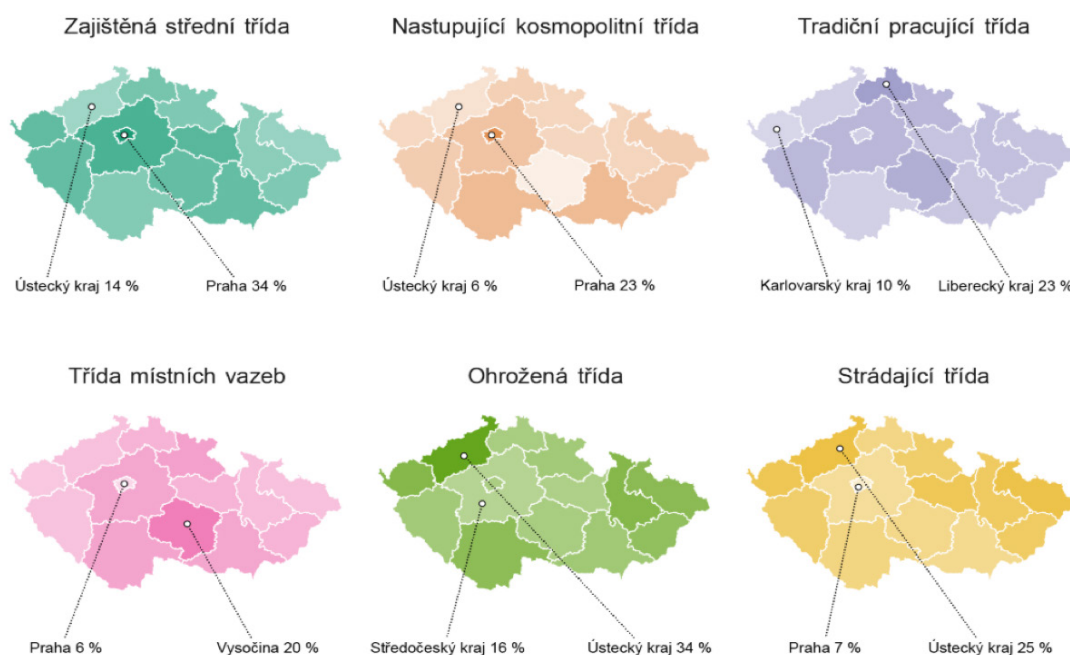 Zajištěná střední třída
Nastupující kosmopolitní třída
Tradiční pracující třída
Ústecký kraj 14 %
Praha 34 %
Ústecký kraj 6 %
Praha 23 %
Karlovarský kraj 10 %
Liberecký kraj 23 %
Třída místních vazeb
Ohrožená třída
Strádající třída
Praha 6 %
Vysočina 20 %
Středočeský kraj 16 %
Ústecký kraj 34 %
Praha 7 %
Ústecký kraj 25 %